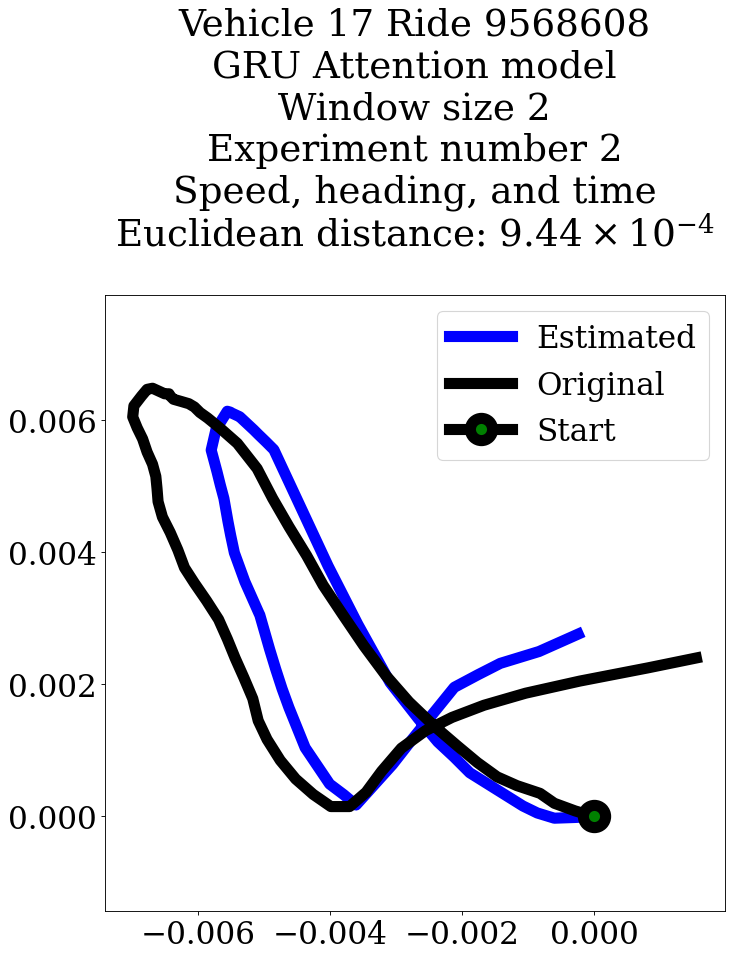 Vehicle 17 Ride 9568608
GRU Attention model
Window size 2
Experiment number 2
Speed, heading, and time
Euclidean distance: 9.44 × 10⁻⁴
Estimated
Original
Start
0.006
0.004
0.002
0.000
−0.006 −0.004 −0.002 0.000